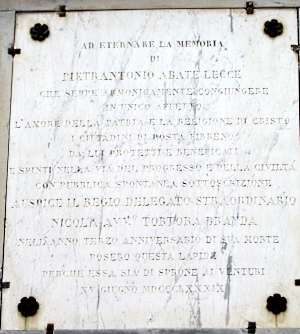 AD ETERNARE LA MEMORIA
DI
PIETRANTONIO ABATE LECCE
CHE SEPPE ARMONICAMENTE CONGIUNGERE
IN UNICO AFFETTO
L'AMORE DELLA PATRIA E LA RELIGIONE DI CRISTO
I CITTADINI DI POSTA FIBRENO
DA LUI PROTETTI E BENEFICATI
E SPINTI NELLA VIA DEL PROGRESSO E DELLA CIVILTÀ
CON PUBBLICA SPONTANEA SOTTOSCRIZIONE
AUSPICE IL REGIO DELEGATO STRAORDINARIO
NICOLA AVV.TO TORTORA BRAYDA
NELL'ANNO TERZO ANNIVERSARIO DI SUA MORTE
POSERO QUESTA LAPIDE
PERCHÈ ESSA SIA DI SPRONE AI VENTURI
XV GIUGNO MDCCCLXXXIX